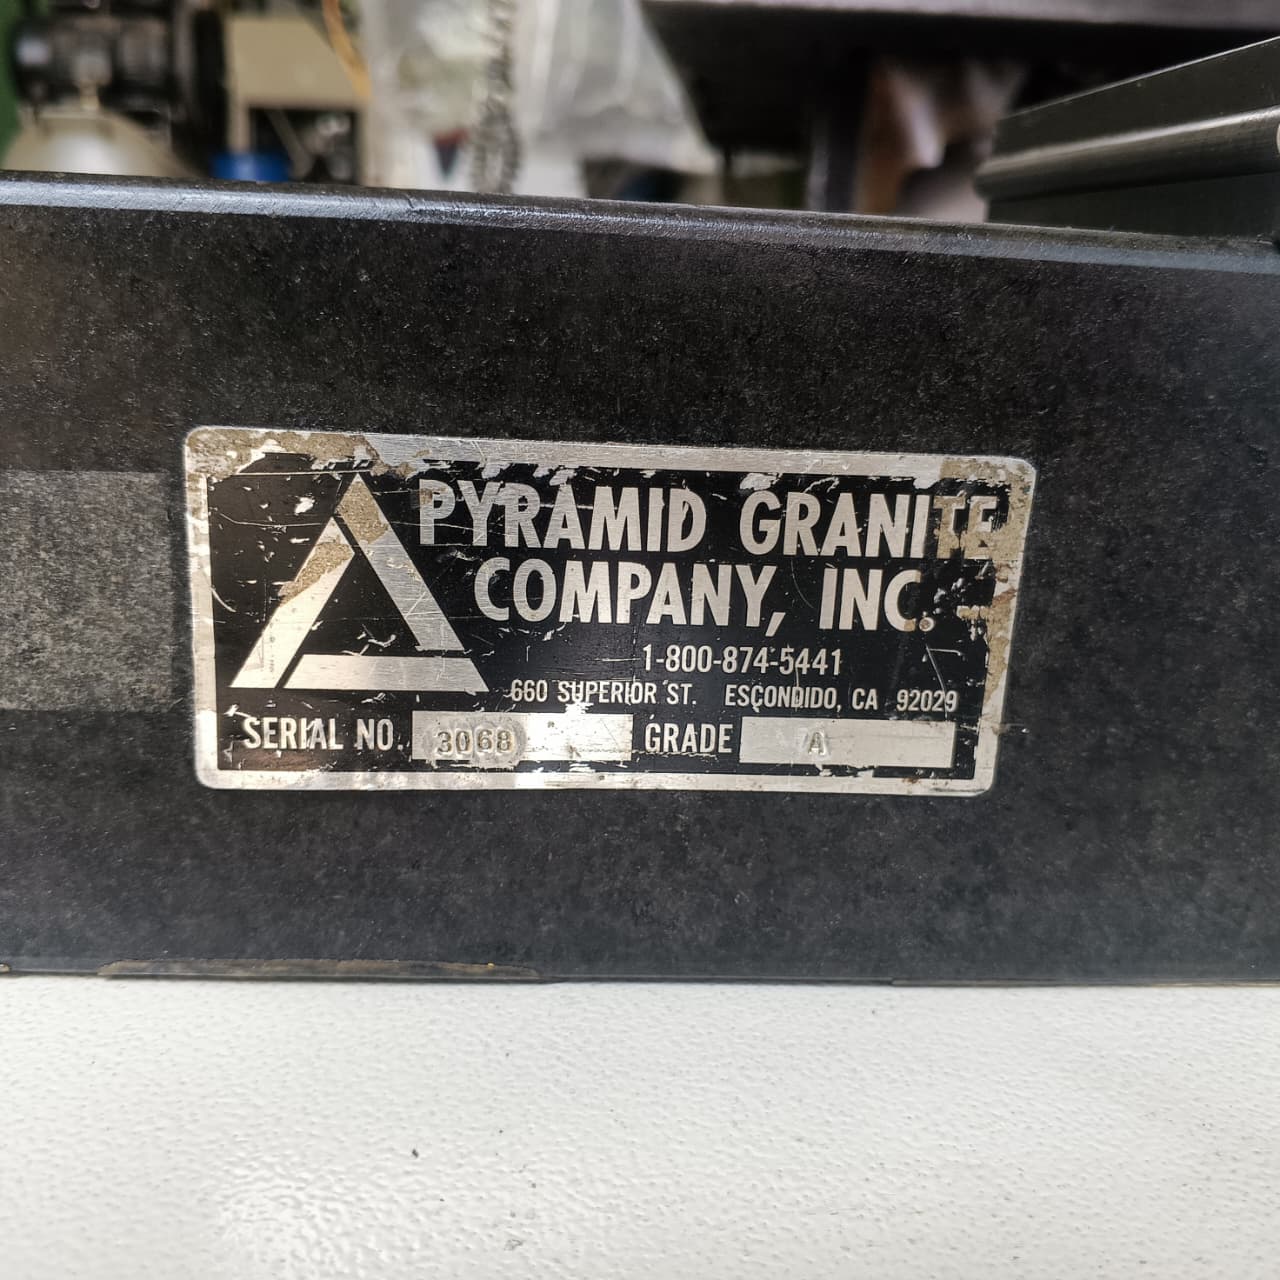 PYRAMID GRANITE
COMPANY, INC.
1-800-874-5441
660 SUPERIOR ST. ESCONDIDO, CA 92029
SERIAL NO. 3068 GRADE A